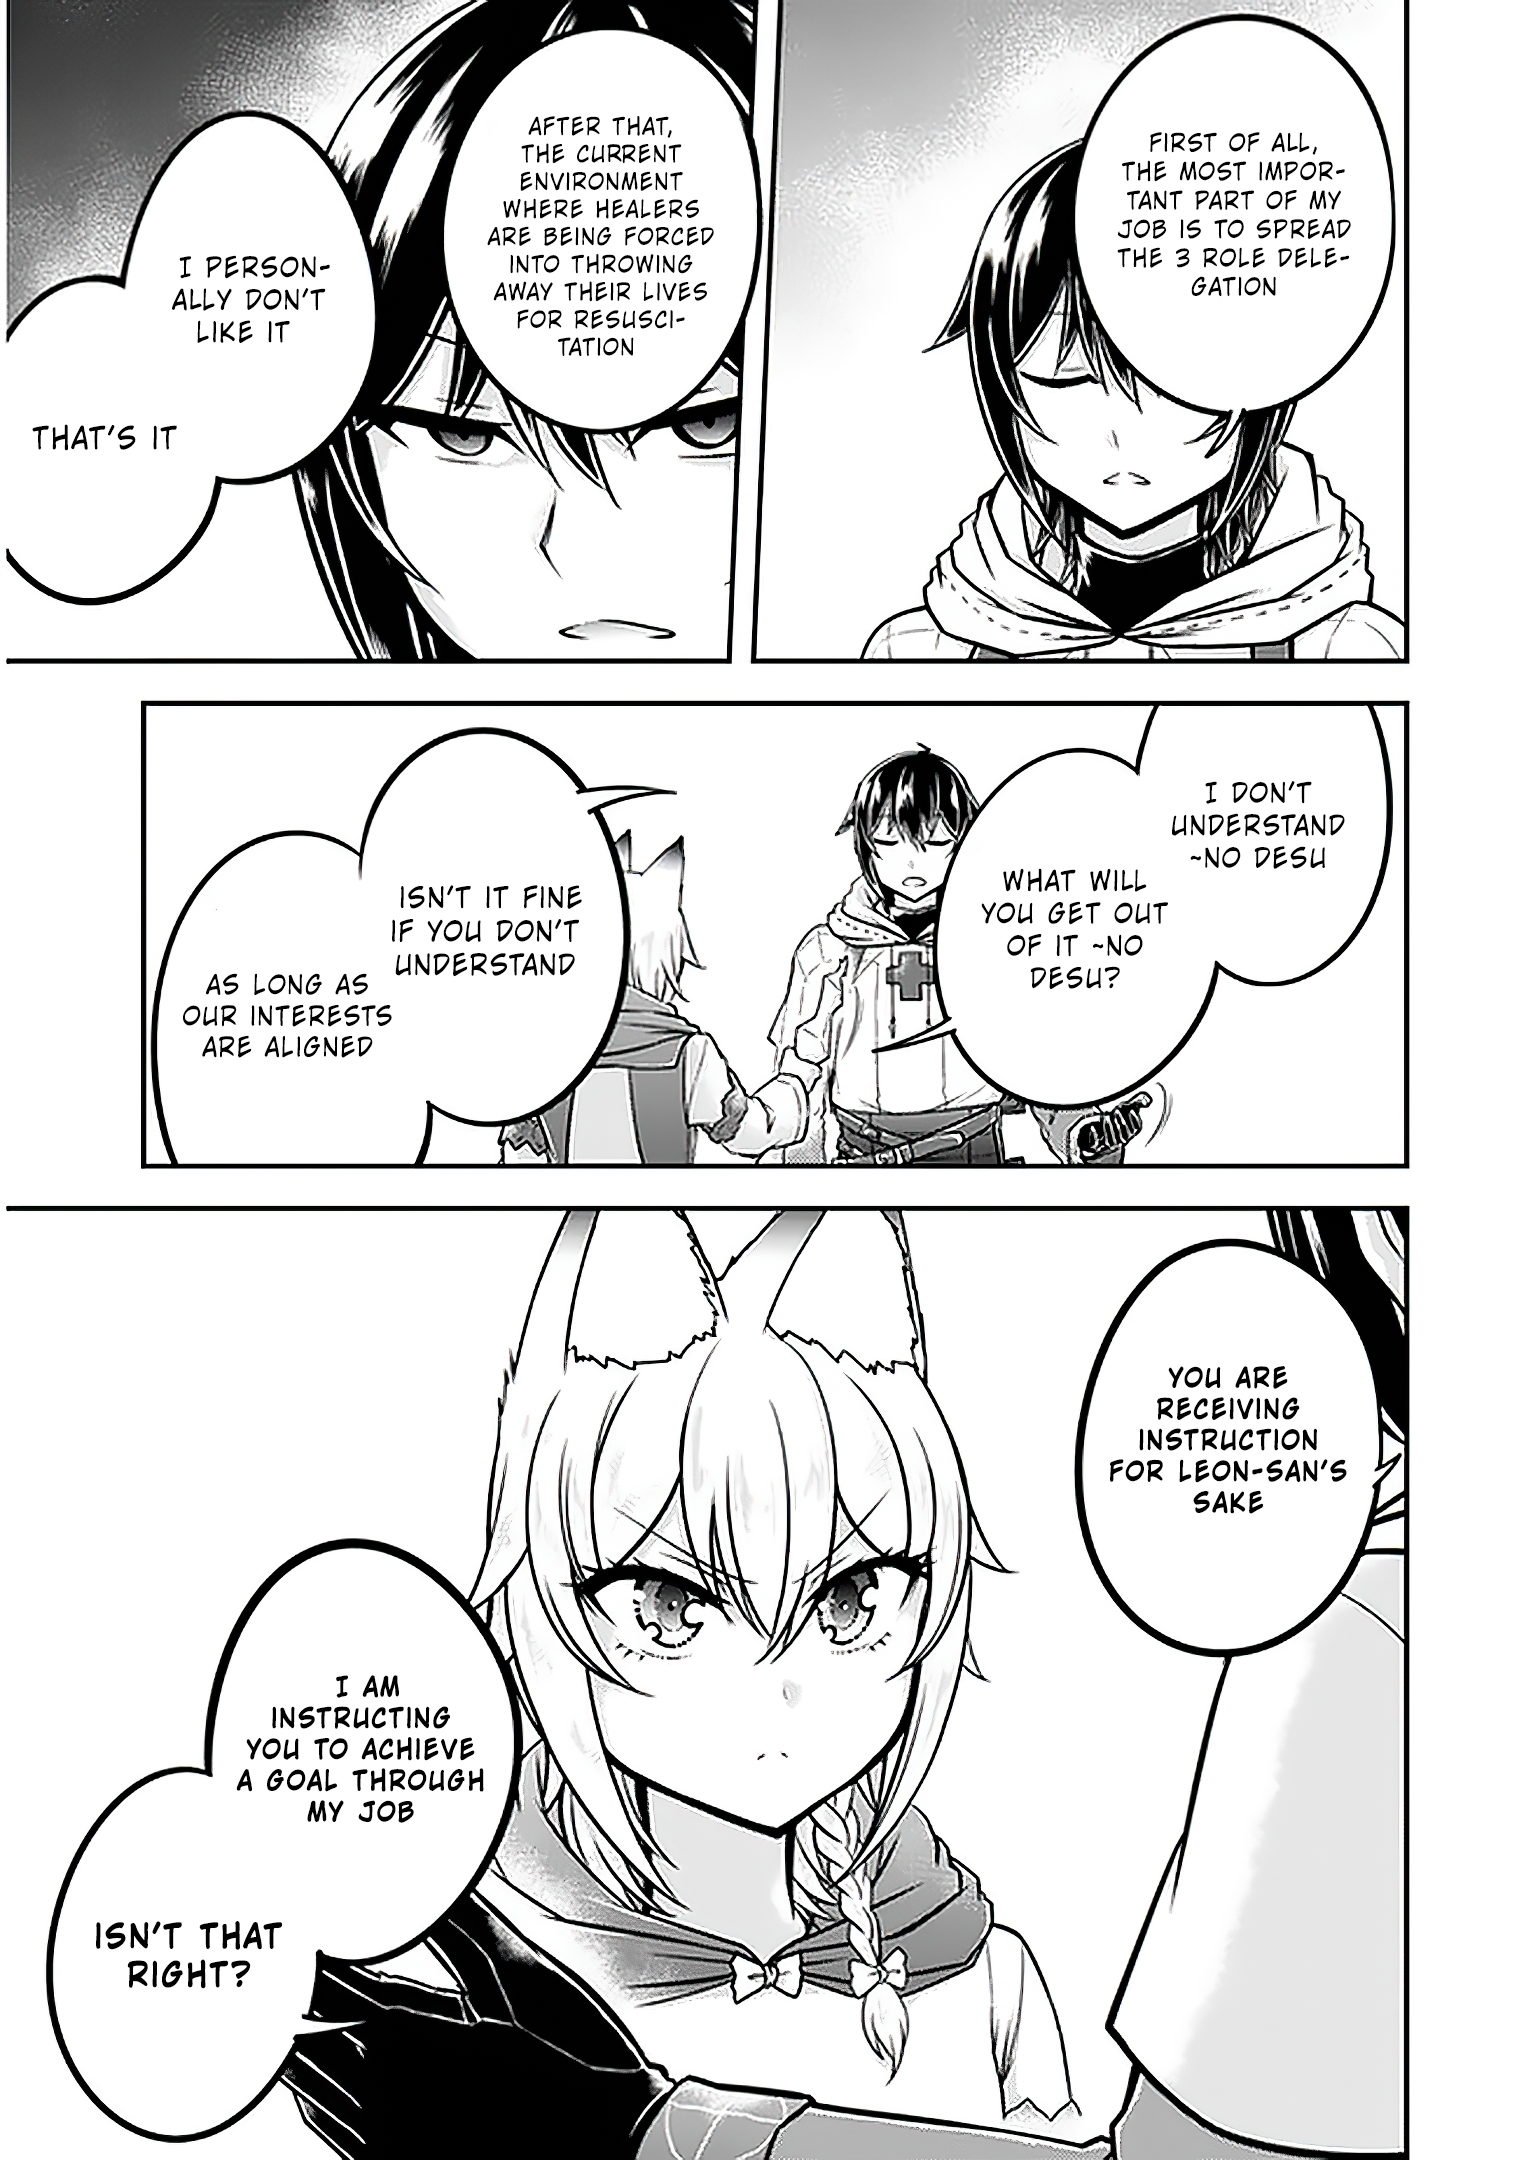 FIRST OF ALL,
THE MOST IMPOR-
TANT PART OF MY
JOB IS TO SPREAD
THE 3 ROLE DELE-
GATION
AFTER THAT,
THE CURRENT
ENVIRONMENT
WHERE HEALERS
ARE BEING FORCED
INTO THROWING
AWAY THEIR LIVES
FOR RESUSCI-
TATION
I PERSON-
ALLY DON'T
LIKE IT
THAT'S IT
I DON'T
UNDERSTAND
~NO DESU
WHAT WILL
YOU GET OUT
OF IT ~NO
DESU?
ISN'T IT FINE
IF YOU DON'T
UNDERSTAND
AS LONG AS
OUR INTERESTS
ARE ALIGNED
YOU ARE
RECEIVING
INSTRUCTION
FOR LEON-SAN'S
SAKE
I AM
INSTRUCTING
YOU TO ACHIEVE
A GOAL THROUGH
MY JOB
ISN'T THAT
RIGHT?